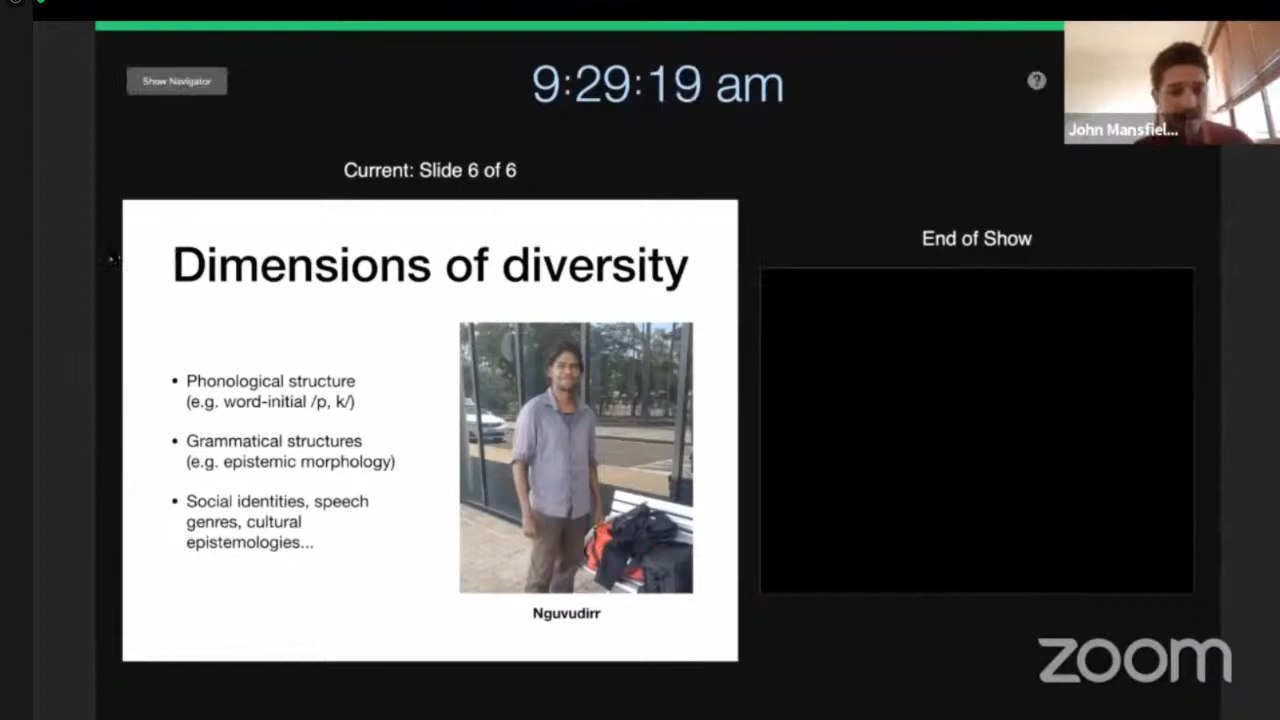 Show Navigator
9:29:19 am
John Mansfiel...
Current: Slide 6 of 6
Dimensions of diversity
• Phonological structure
(e.g. word-initial /p, k/)
• Grammatical structures
(e.g. epistemic morphology)
• Social identities, speech
genres, cultural
epistemologies...
Nguvudirr
End of Show
zoom